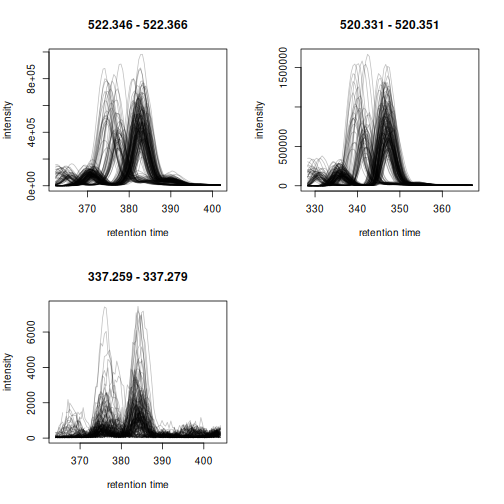 522.346 - 522.366
intensity
0e+00 4e+05 8e+05
370 380 390 400
retention time
520.331 - 520.351
intensity
0 500000 1500000
330 340 350 360
retention time
337.259 - 337.279
intensity
0 2000 4000 6000
370 380 390 400
retention time